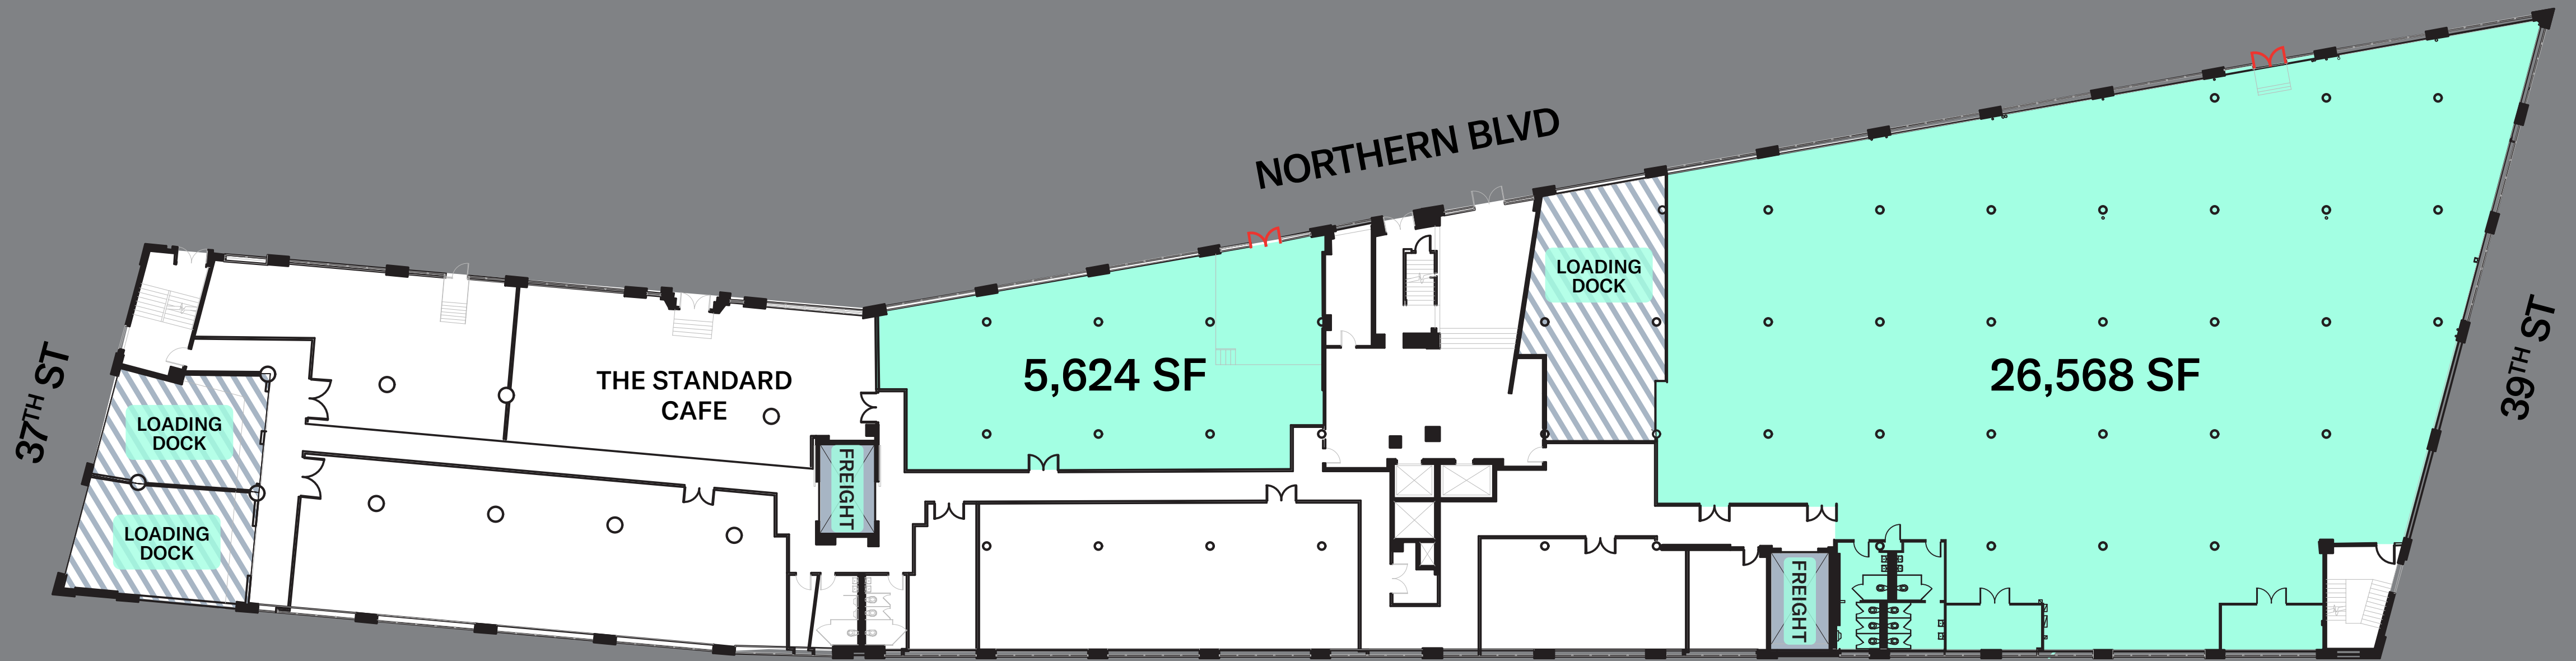 NORTHERN BLVD
37TH ST
39TH ST
LOADING
DOCK
LOADING
DOCK
LOADING
DOCK
THE STANDARD
CAFE
FREIGHT
5,624 SF
26,568 SF
FREIGHT